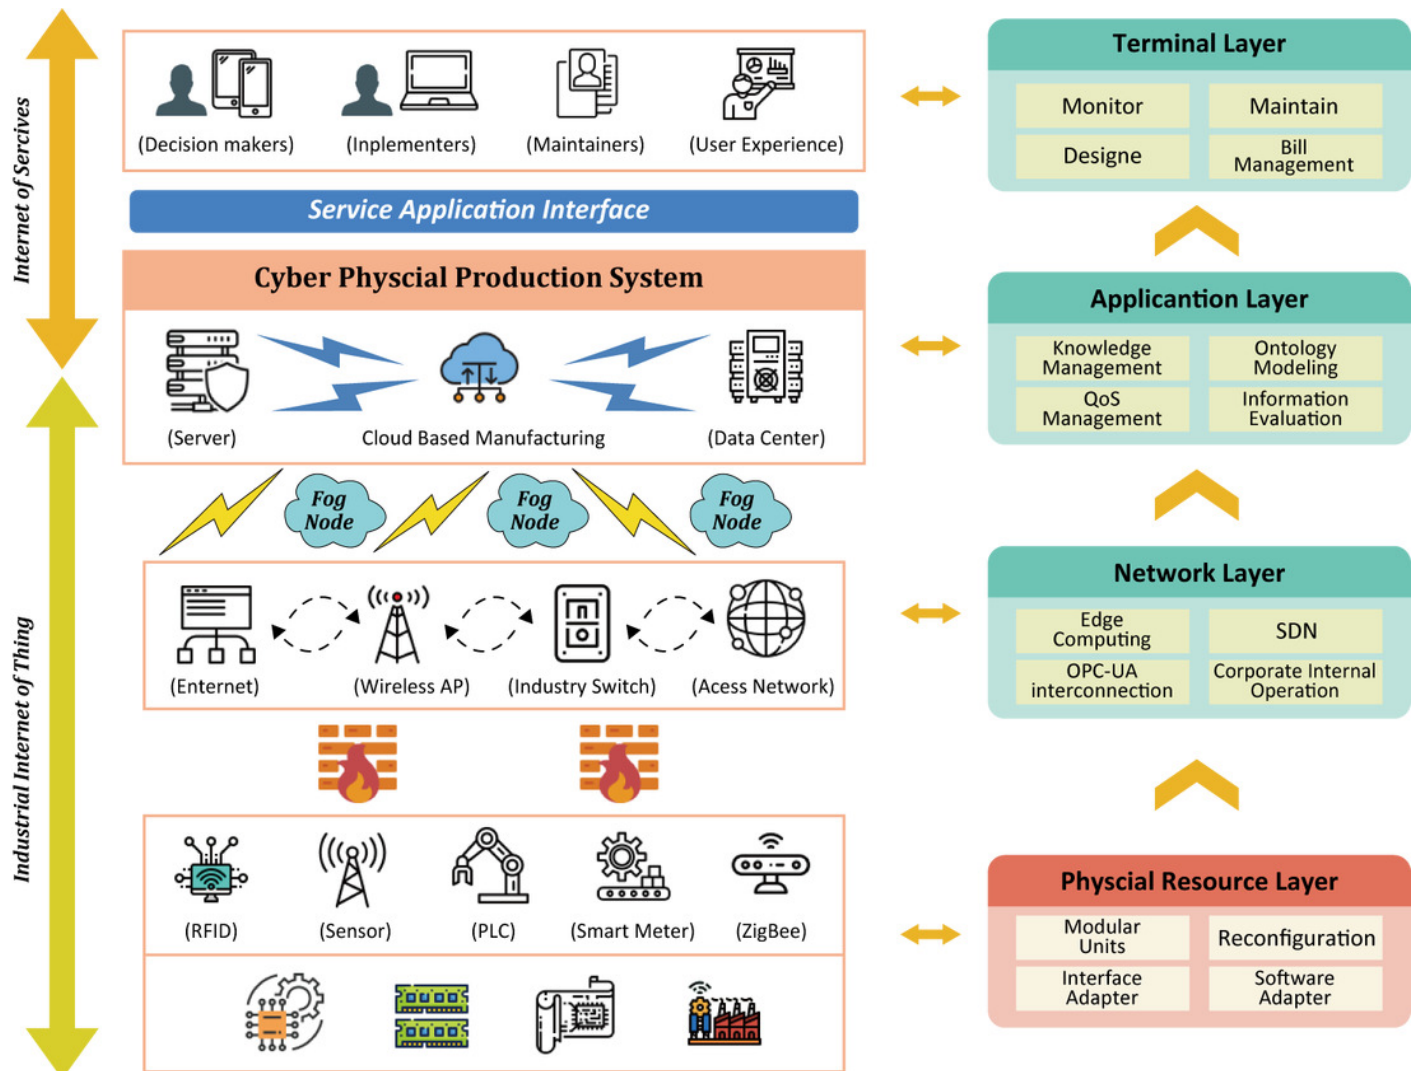 Internet of Sercives
Industrial Internet of Thing
(Decision makers)
(Inplementers)
(Maintainers)
(User Experience)
Service Application Interface
Cyber Physcial Production System
(Server)
Cloud Based Manufacturing
(Data Center)
Fog
Node
Fog
Node
Fog
Node
(Enternet)
(Wireless AP)
(Industry Switch)
(Acess Network)
(RFID)
(Sensor)
(PLC)
(Smart Meter)
(ZigBee)
Terminal Layer
Monitor
Maintain
Designe
Bill
Management
Applicantion Layer
Knowledge
Management
Ontology
Modeling
QoS
Management
Information
Evaluation
Network Layer
Edge
Computing
SDN
OPC-UA
interconnection
Corporate Internal
Operation
Physcial Resource Layer
Modular
Units
Reconfiguration
Interface
Adapter
Software
Adapter